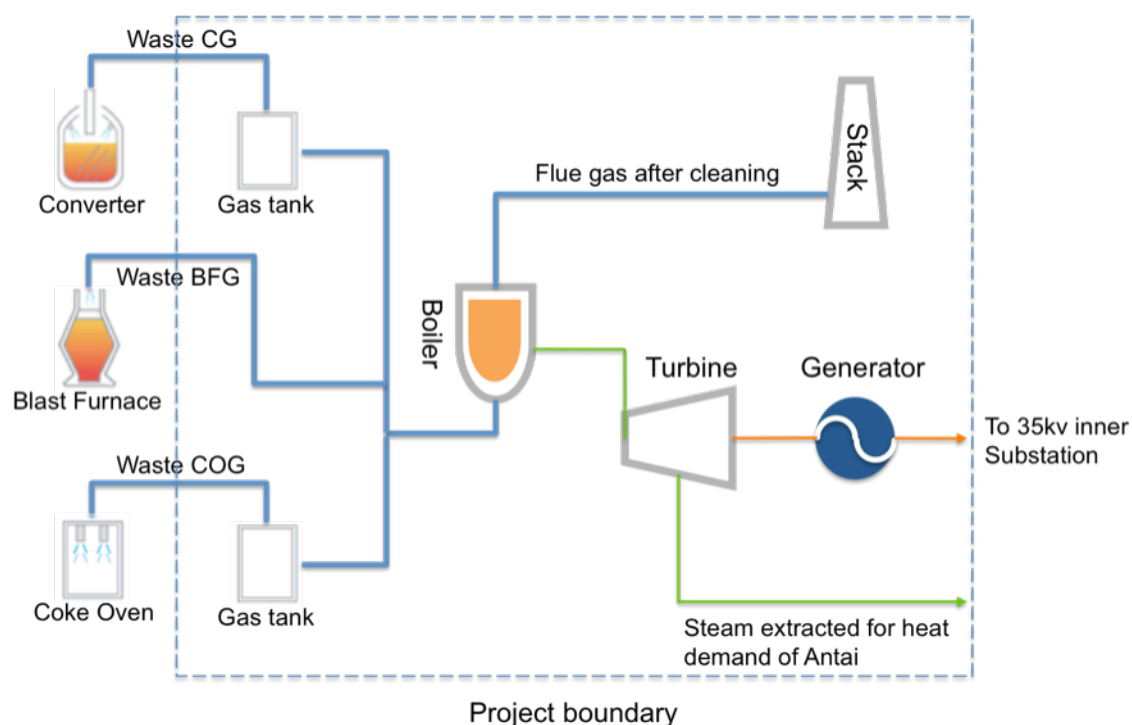 Waste CG
Converter
Gas tank
Flue gas after cleaning
Stack
Waste BFG
Blast Furnace
Boiler
Turbine
Generator
To 35kv inner
Substation
Waste COG
Coke Oven
Gas tank
Steam extracted for heat
demand of Antai
Project boundary